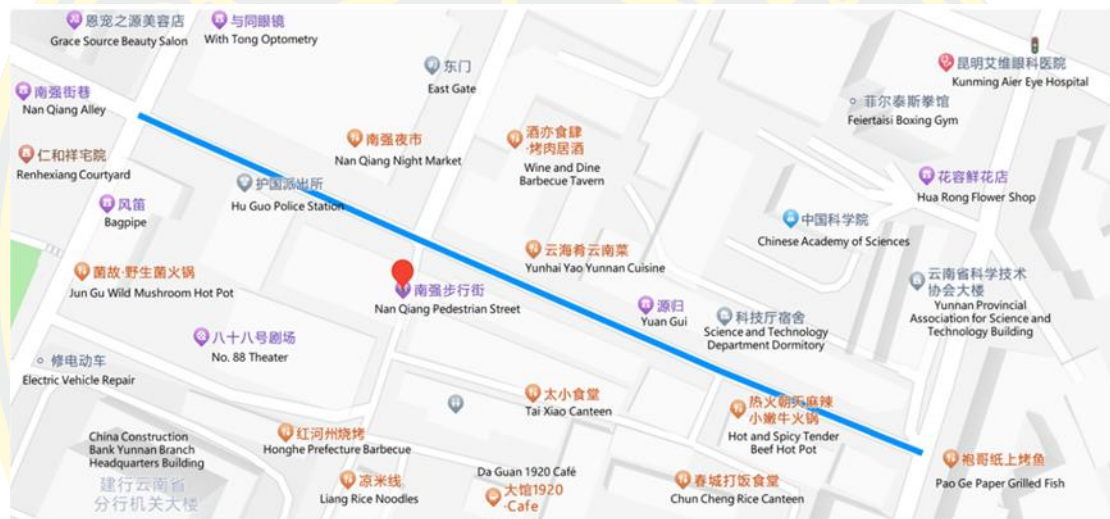 恩宠之源美容店
Grace Source Beauty Salon
与同眼镜
With Tong Optometry
东门
East Gate
昆明艾维眼科医院
Kunming Aier Eye Hospital
南强街巷
Nan Qiang Alley
菲尔泰斯拳馆
Feiertaisi Boxing Gym
南强夜市
Nan Qiang Night Market
酒亦食肆
·烤肉居酒
Wine and Dine
Barbecue Tavern
仁和祥宅院
Renhexiang Courtyard
护国派出所
Hu Guo Police Station
花容鲜花店
Hua Rong Flower Shop
风笛
Bagpipe
中国科学院
Chinese Academy of Sciences
云海肴云南菜
Yunhai Yao Yunnan Cuisine
菌故·野生菌火锅
Jun Gu Wild Mushroom Hot Pot
南强步行街
Nan Qiang Pedestrian Street
云南省科学技术
协会大楼
Yunnan Provincial
Association for Science and
Technology Building
源归
Yuan Gui
科技厅宿舍
Science and Technology
Department Dormitory
八十八号剧场
No. 88 Theater
修电动车
Electric Vehicle Repair
太小食堂
Tai Xiao Canteen
热火朝天麻辣
小嫩牛火锅
Hot and Spicy Tender
Beef Hot Pot
红河州烧烤
Honghe Prefecture Barbecue
China Construction
Bank Yunnan Branch
Headquarters Building
建行云南省
分行机关大楼
凉米线
Liang Rice Noodles
Da Guan 1920 Café
大馆1920
·Cafe
春城打饭食堂
Chun Cheng Rice Canteen
袍哥纸上烤鱼
Pao Ge Paper Grilled Fish